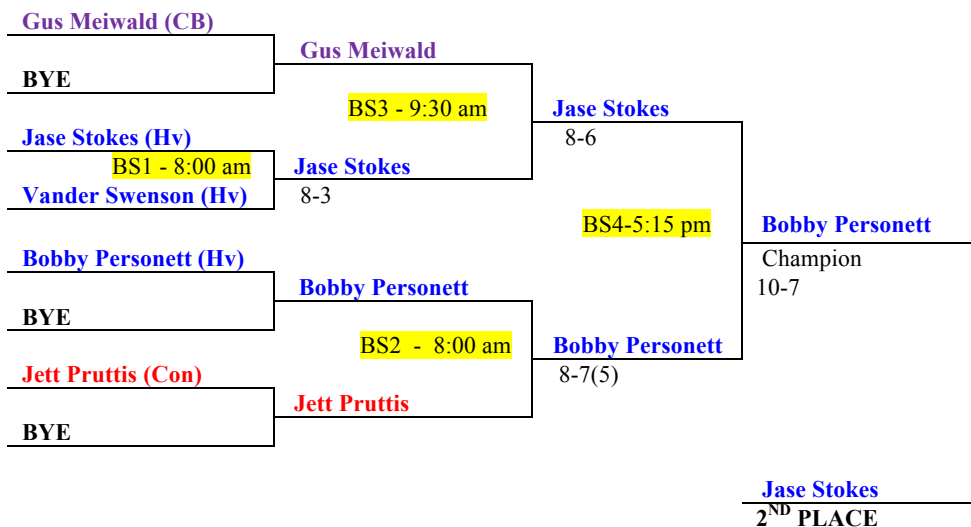 Gus Meiwald (CB)
Gus Meiwald
BYE
BS3 - 9:30 am
Jase Stokes
8-6
Jase Stokes (Hv)
BS1 - 8:00 am
Jase Stokes
8-3
Vander Swenson (Hv)
BS4-5:15 pm
Bobby Personett
Champion
10-7
Bobby Personett (Hv)
Bobby Personett
BYE
BS2 - 8:00 am
Bobby Personett
8-7(5)
Jett Pruttis (Con)
Jett Pruttis
BYE
Jase Stokes
2ND PLACE